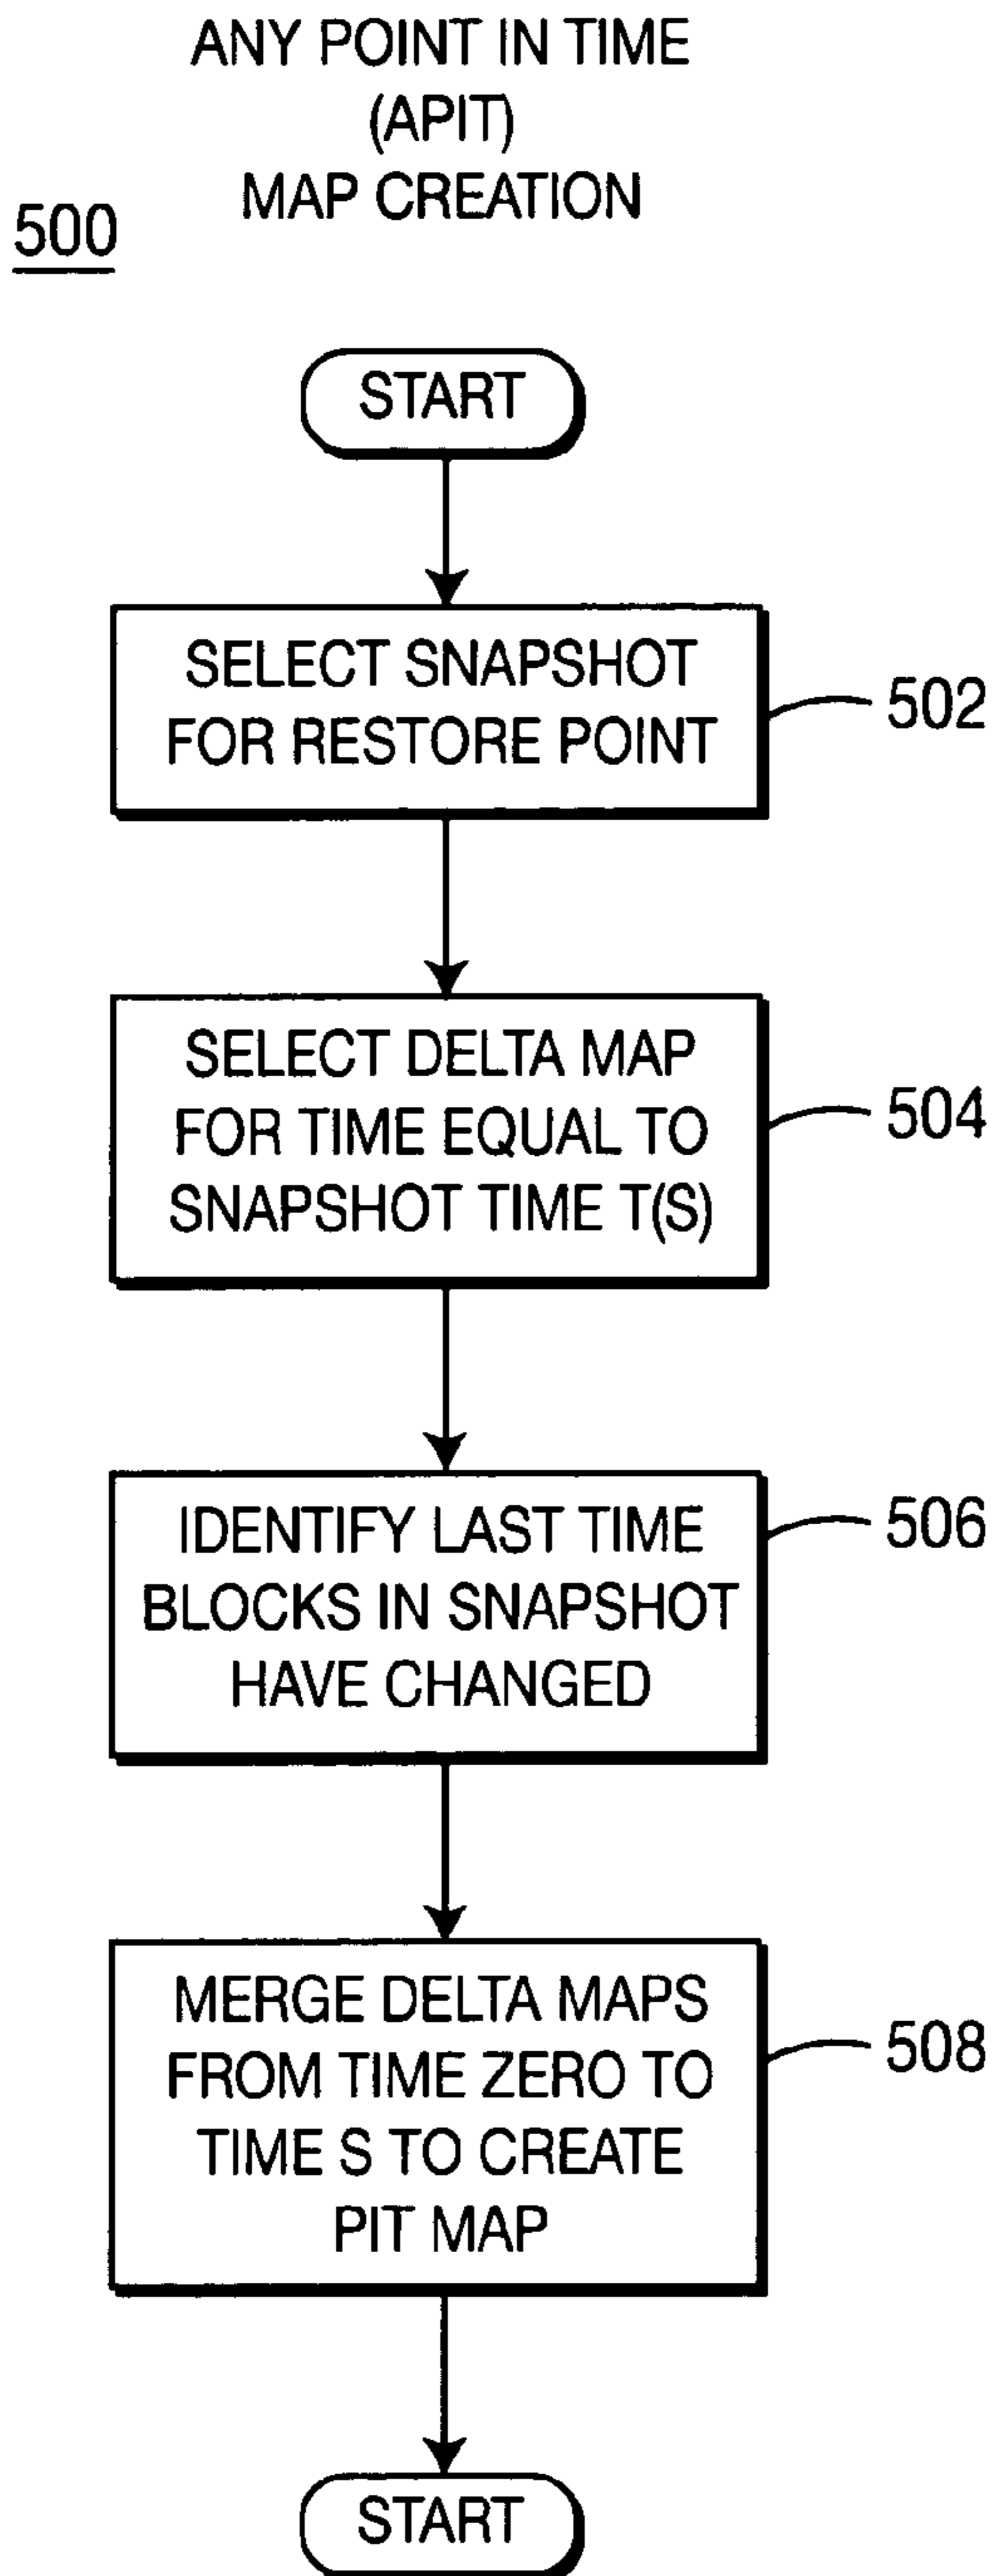 ANY POINT IN TIME
(APIT)
MAP CREATION
500
START
SELECT SNAPSHOT
FOR RESTORE POINT
502
SELECT DELTA MAP
FOR TIME EQUAL TO
SNAPSHOT TIME T(S)
504
IDENTIFY LAST TIME
BLOCKS IN SNAPSHOT
HAVE CHANGED
506
MERGE DELTA MAPS
FROM TIME ZERO TO
TIME S TO CREATE
PIT MAP
508
START